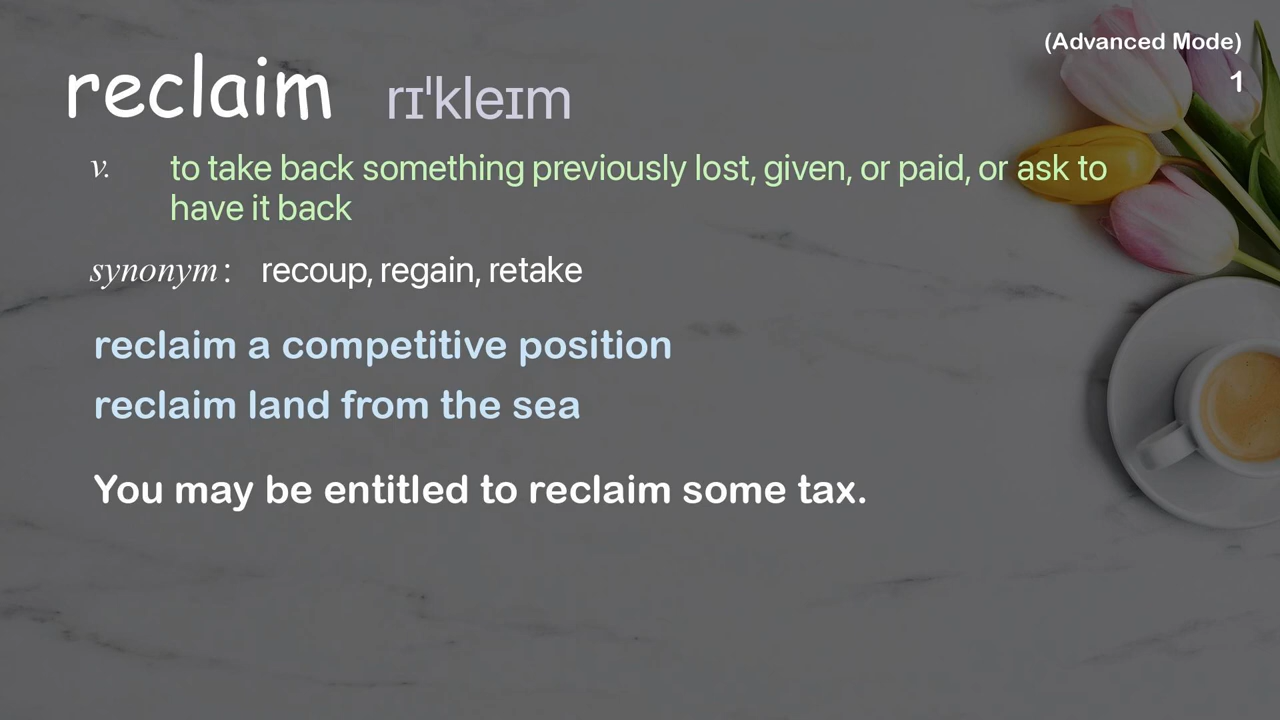 (Advanced Mode)
1
reclaim rɪˈkleɪm
v. to take back something previously lost, given, or paid, or ask to
have it back
synonym: recoup, regain, retake
reclaim a competitive position
reclaim land from the sea
You may be entitled to reclaim some tax.